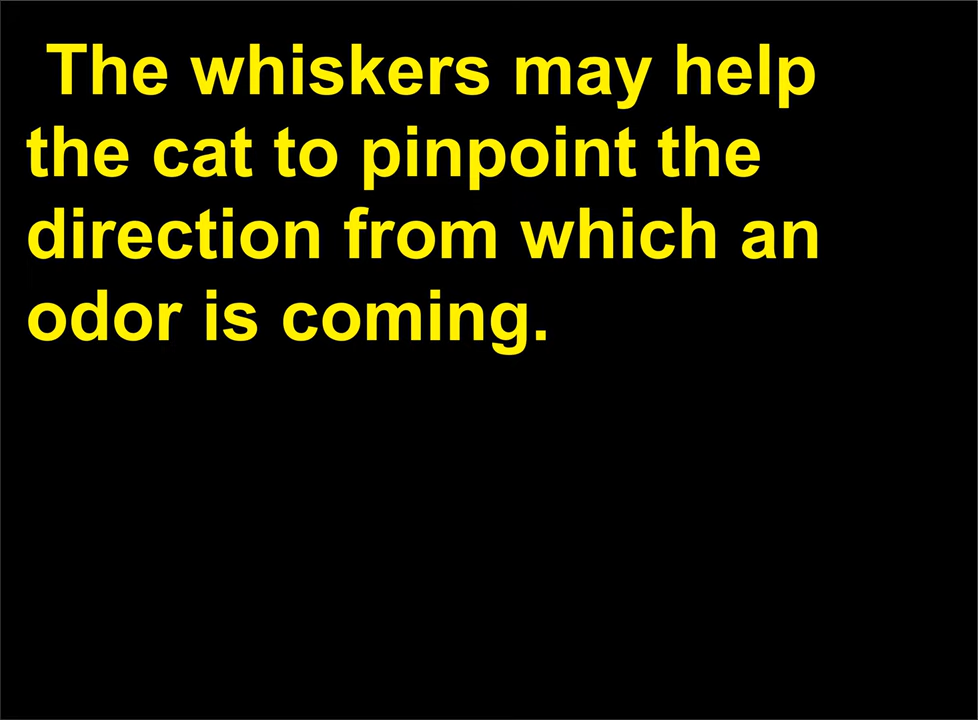 The whiskers may help
the cat to pinpoint the
direction from which an
odor is coming.